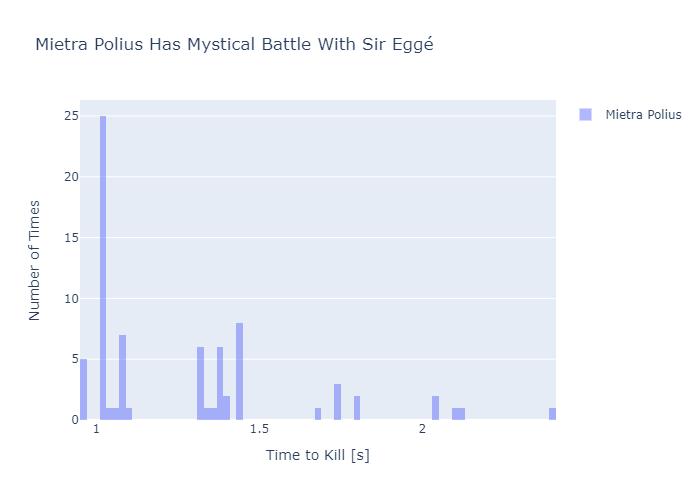 Mietra Polius Has Mystical Battle With Sir Eggé
Mietra Polius
25
20
15
10
5
0
Number of Times
1 1.5 2
Time to Kill [s]